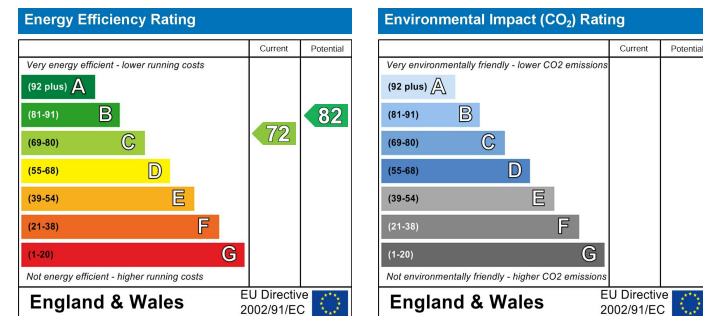 Energy Efficiency Rating
Current Potential
Very energy efficient - lower running costs
(92 plus) A
(81-91) B
82
(69-80) C
72
(55-68) D
(39-54) E
(21-38) F
(1-20) G
Not energy efficient - higher running costs
England & Wales
EU Directive
2002/91/EC
Environmental Impact (CO2) Rating
Current Potential
Very environmentally friendly - lower CO2 emissions
(92 plus) A
(81-91) B
(69-80) C
(55-68) D
(39-54) E
(21-38) F
(1-20) G
Not environmentally friendly - higher CO2 emissions
England & Wales
EU Directive
2002/91/EC